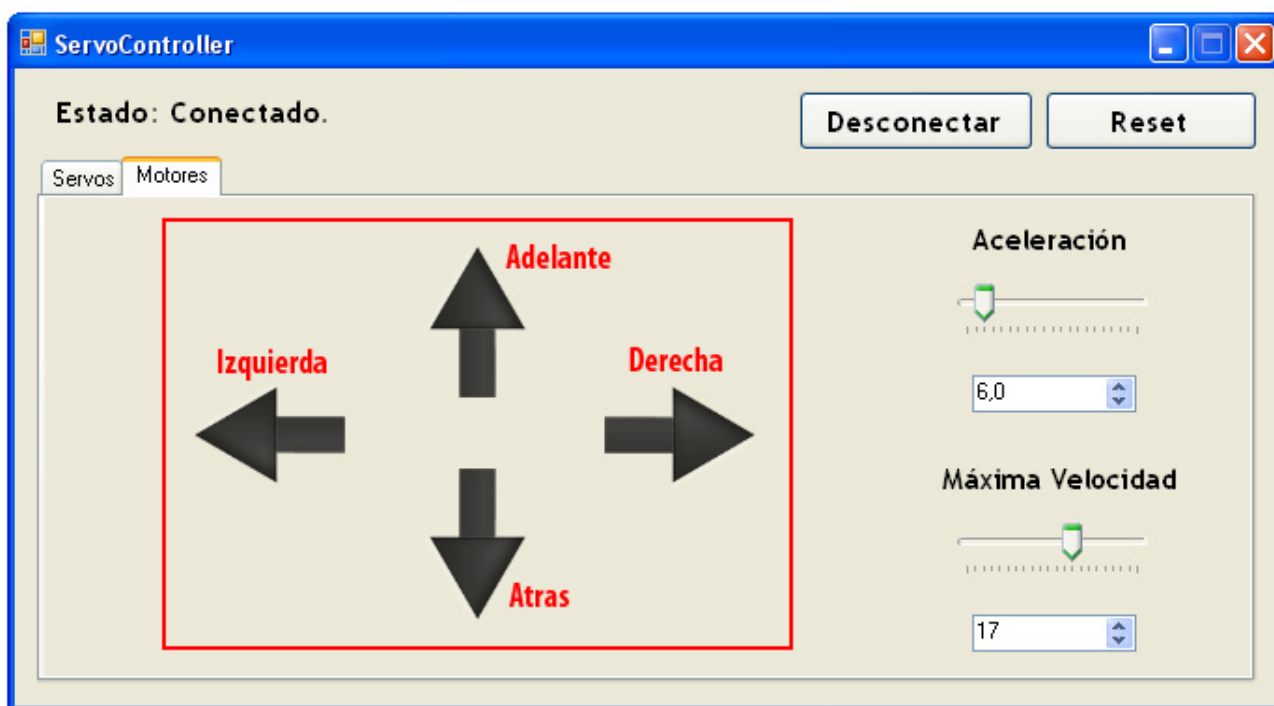 ServoController
Estado: Conectado.
Desconectar
Reset
Servos
Motores
Adelante
Izquierda
Derecha
Atras
Aceleración
6,0
Máxima Velocidad
17